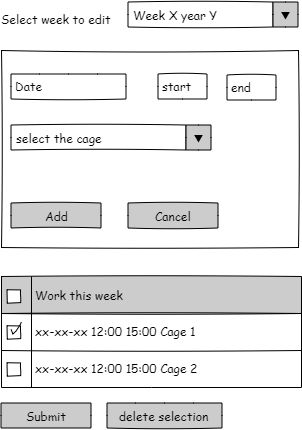 Select week to edit
Week X year Y
Date
start
end
select the cage
Add
Cancel
Work this week
xx-xx-xx 12:00 15:00 Cage 1
xx-xx-xx 12:00 15:00 Cage 2
Submit
delete selection